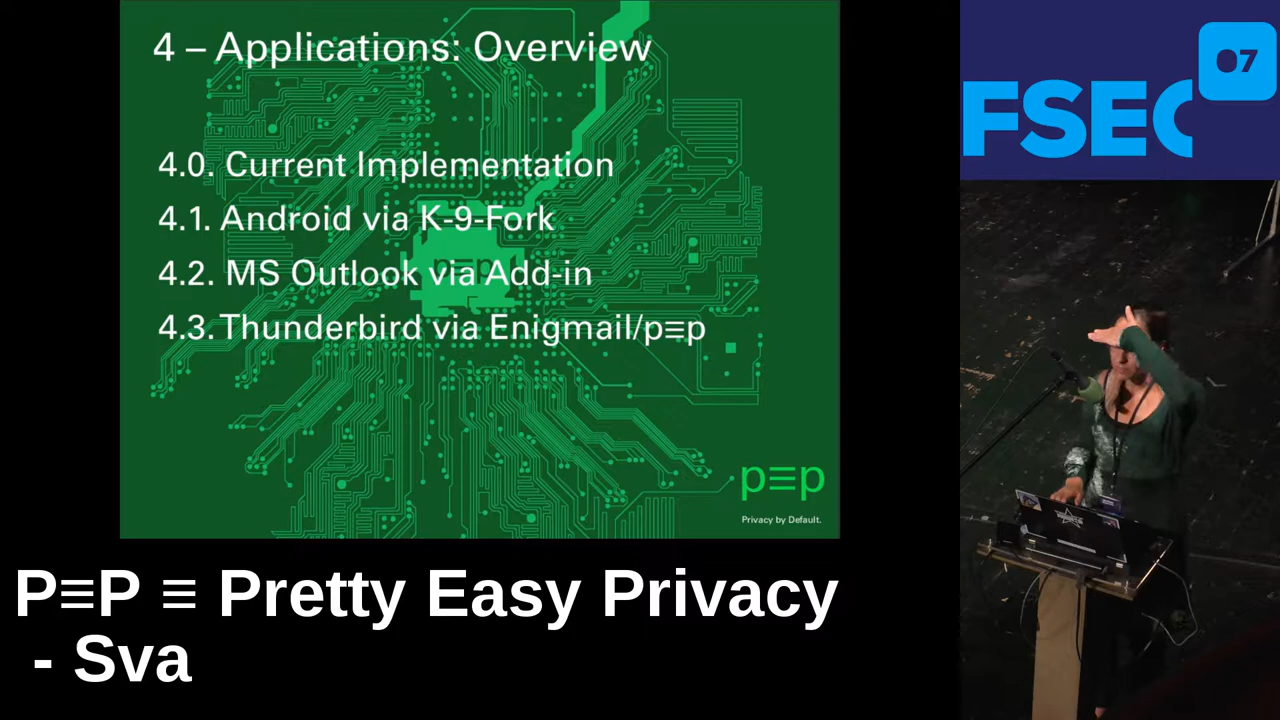 4 – Applications: Overview
4.0. Current Implementation
4.1. Android via K-9-Fork
4.2. MS Outlook via Add-in
4.3. Thunderbird via Enigmail/p≡p
p≡p
p≡p
Privacy by Default.
FSEC
07
P≡P ≡ Pretty Easy Privacy
- Sva